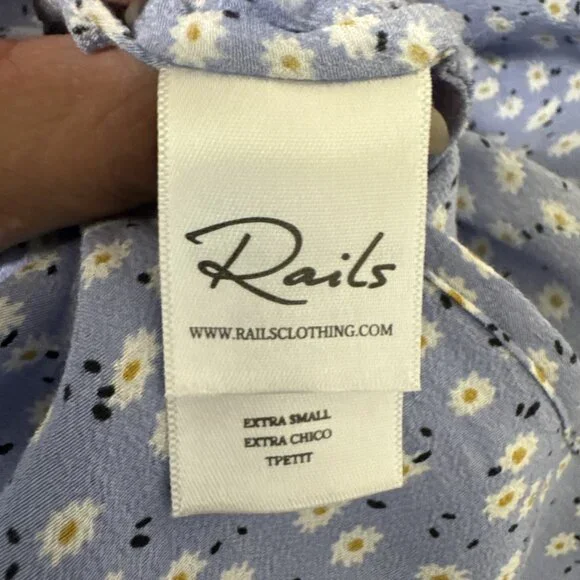 Rails
WWW.RAILSCLOTHING.COM
EXTRA SMALL
EXTRA CHICO
TPETIT